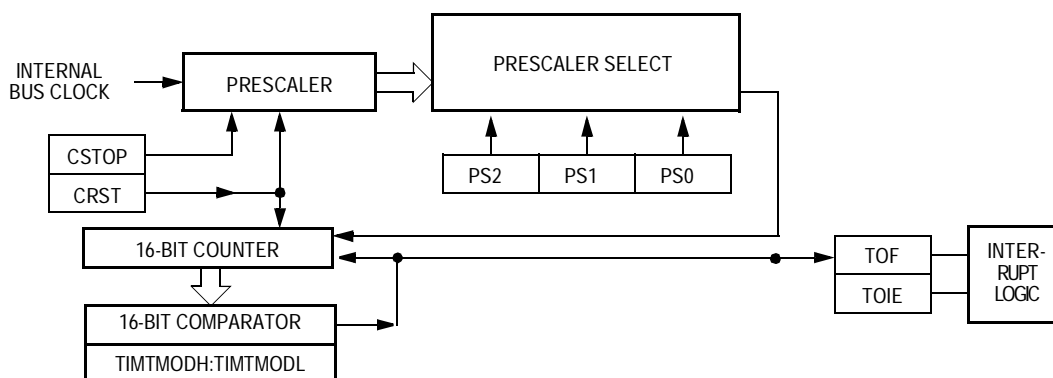 INTERNAL
BUS CLOCK
PRESCALER
PRESCALER SELECT
CSTOP
CRST
PS2
PS1
PS0
16-BIT COUNTER
16-BIT COMPARATOR
TIMTMODH:TIMTMODL
TOF
TOIE
INTER-
RUPT
LOGIC